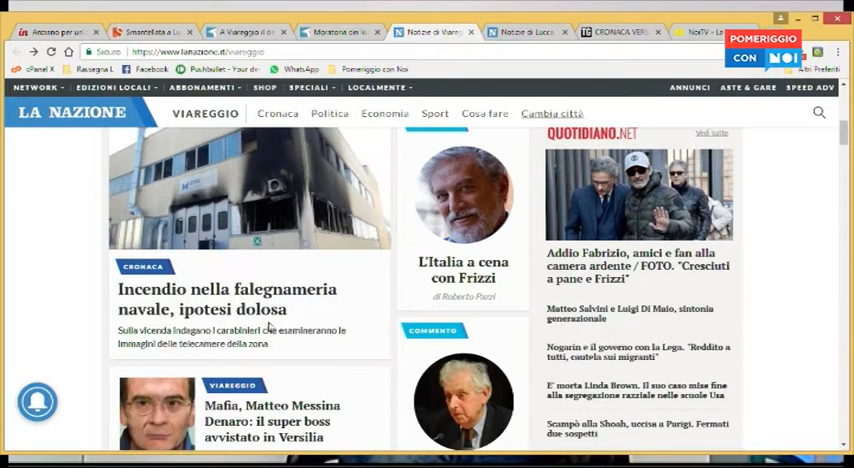 Anziano per un'
Smantellata a Lu
A Viareggio il d
Moratoria dei lo
Notizie di Viareg
Notizie di Lucca
CRONACA VERS
NoiTV - La
POMERIGGIO
CON NOI
Sicuro
https://www.lanazione.it/viareggio
cPanel X
Rassegna L
Facebook
Pushbullet - Your de
WhatsApp
Pomeriggio con Noi
Altri Preferiti
NETWORK
EDIZIONI LOCALI
ABBONAMENTI
SHOP
SPECIALI
LOCALMENTE
ANNUNCI
ASTE & GARE
SPEED ADV
LA NAZIONE
VIAREGGIO
Cronaca
Politica
Economia
Sport
Cosa fare
Cambia città
CRONACA
Incendio nella falegnameria
navale, ipotesi dolosa
Sulla vicenda indagano i carabinieri che esamineranno le
immagini delle telecamere della zona
VIAREGGIO
Mafia, Matteo Messina
Denaro: il super boss
avvistato in Versilia
L'Italia a cena
con Frizzi
di Roberto Pazzi
COMMENTO
QUOTIDIANO.NET
Vedi tutte
Addio Fabrizio, amici e fan alla
camera ardente / FOTO. "Cresciuti
a pane e Frizzi"
Matteo Salvini e Luigi Di Maio, sintonia
generazionale
Nogarin e il governo con la Lega. "Reddito a
tutti, cautela sui migranti"
E' morta Linda Brown. Il suo caso mise fine
alla segregazione razziale nelle scuole Usa
Scampò alla Shoah, uccisa a Parigi. Fermati
due sospetti